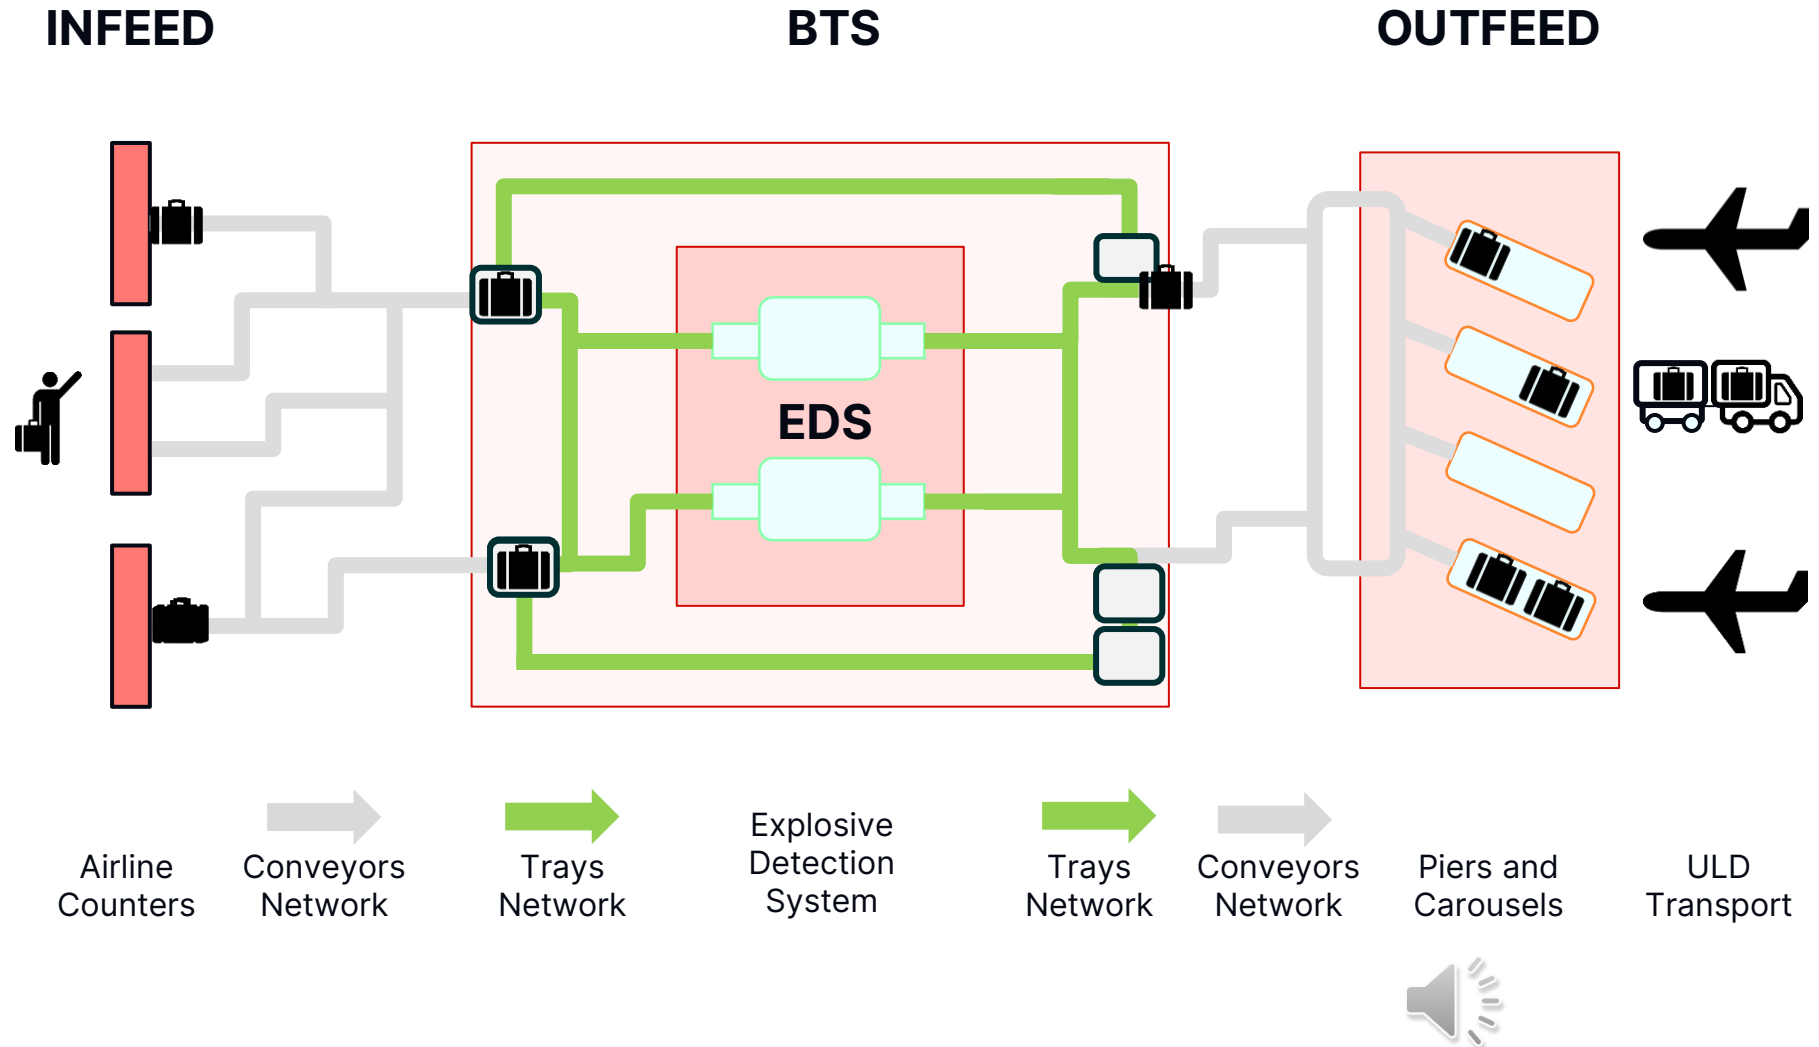 INFEED
BTS
OUTFEED
EDS
Airline
Counters
Conveyors
Network
Trays
Network
Explosive
Detection
System
Trays
Network
Conveyors
Network
Piers and
Carousels
ULD
Transport